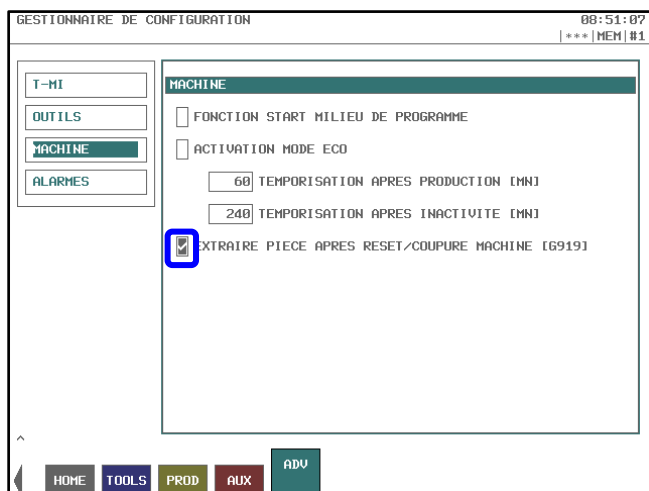 GESTIONNAIRE DE CONFIGURATION 08:51:07
|***|MEM|#1
T-MI
OUTILS
MACHINE
ALARMES
MACHINE
FONCTION START MILIEU DE PROGRAMME
ACTIVATION MODE ECO
60 TEMPORISATION APRES PRODUCTION [MN]
240 TEMPORISATION APRES INACTIVITE [MN]
EXTRAIRE PIECE APRES RESET/COUPURE MACHINE [G919]
HOME TOOLS PROD AUX ADV